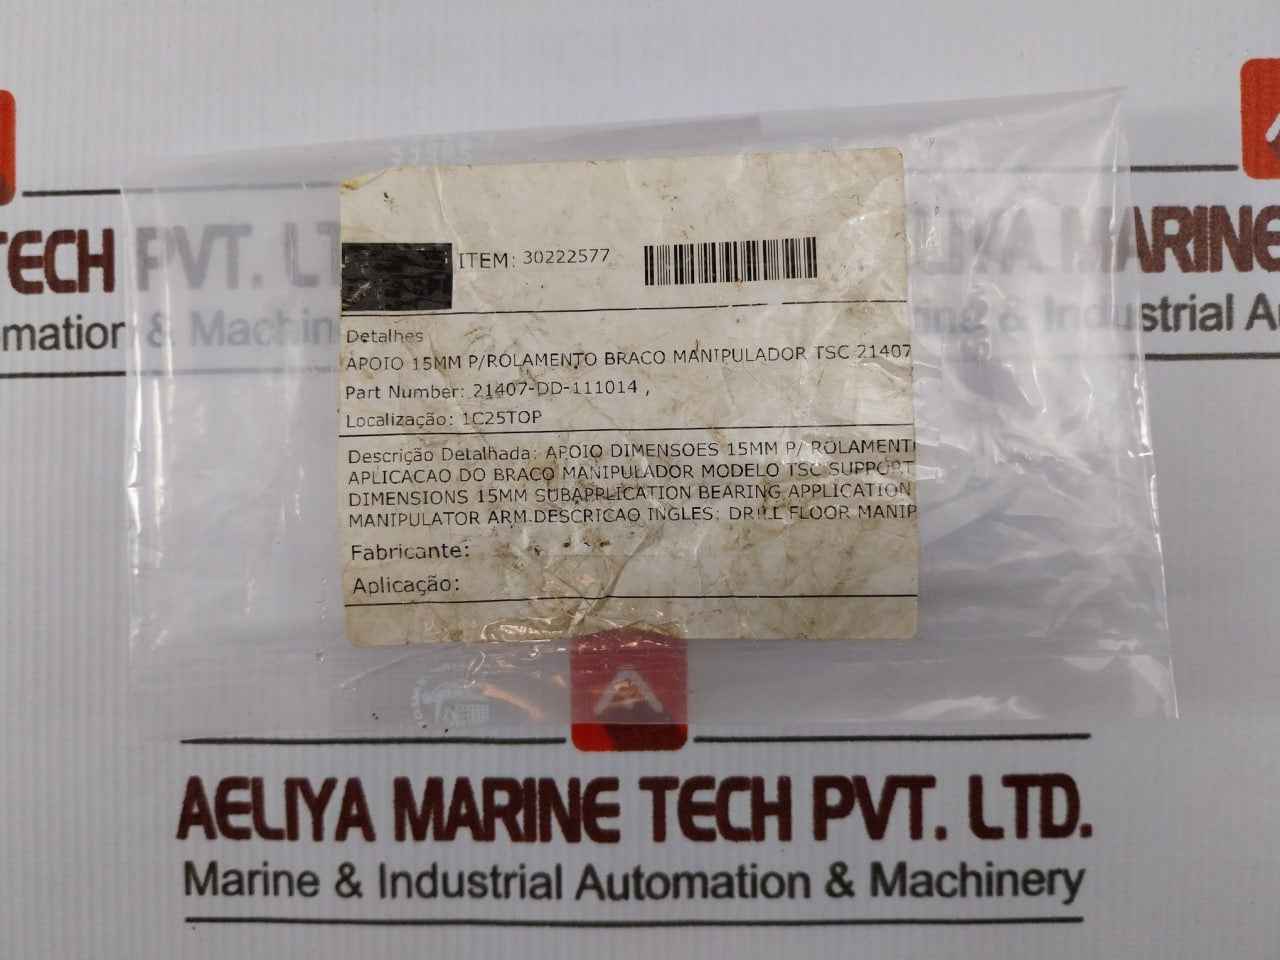 TECH PVT. LT
mation & Machin
MARINE
ine & Industrial Au
ITEM: 30222577
Detalhes
APOIO 15MM P/ROLAMENTO BRACO MANIPULADOR TSC 21407
Part Number: 21407-DD-111014 ,
Localização: 1C25TOP
Descrição Detalhada: APOIO DIMENSOES 15MM P/ ROLAMENT
APLICACAO DO BRACO MANIPULADOR MODELO TSC SUPPORT
DIMENSIONS 15MM SUBAPPLICATION BEARING APPLICATION
MANIPULATOR ARM.DESCRICAO INGLES: DRILL FLOOR MANIP
Fabricante:
Aplicação:
A
AELIYA MARINE TECH PVT. LTD.
Marine & Industrial Automation & Machinery